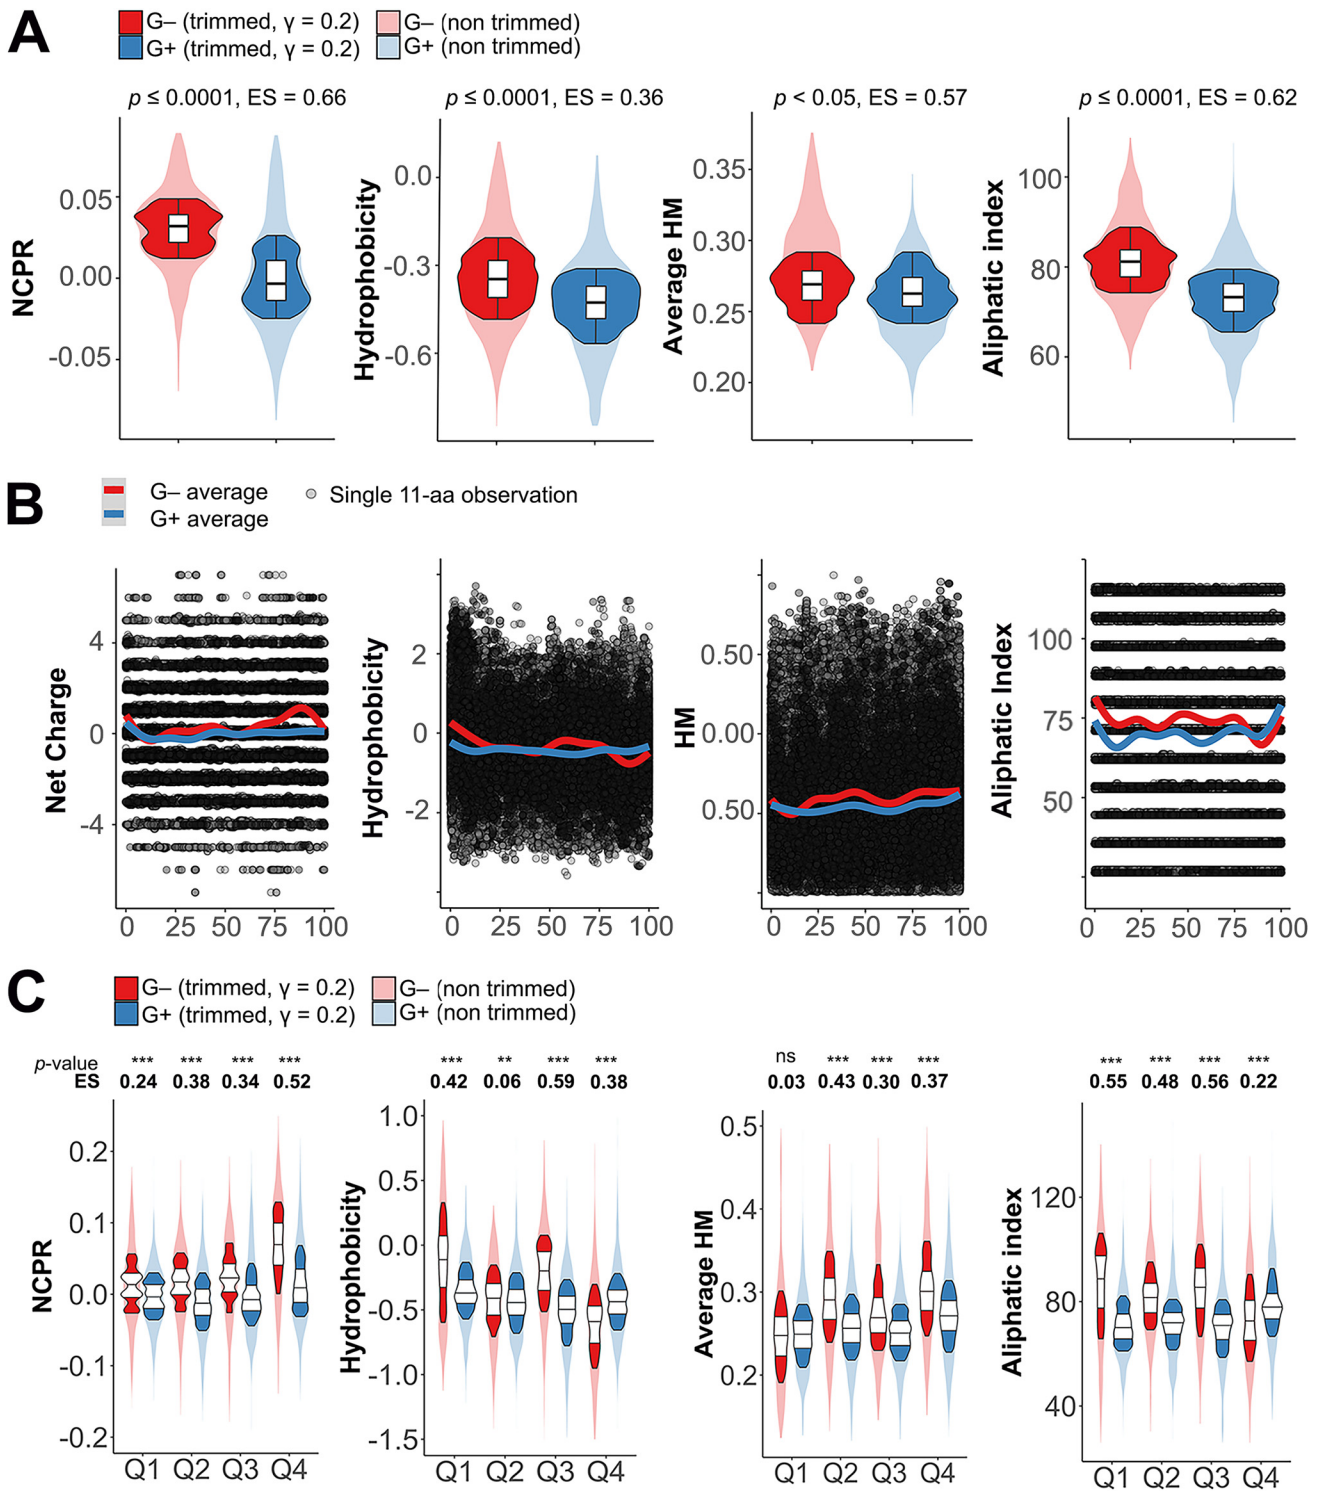 A
G– (trimmed, γ = 0.2) G– (non trimmed)
G+ (trimmed, γ = 0.2) G+ (non trimmed)
p ≤ 0.0001, ES = 0.66 p ≤ 0.0001, ES = 0.36 p < 0.05, ES = 0.57 p ≤ 0.0001, ES = 0.62
NCPR
0.05
0.00
-0.05
Hydrophobicity
0.0
-0.3
-0.6
Average HM
0.35
0.30
0.25
0.20
Aliphatic index
100
80
60
B
G– average Single 11-aa observation
G+ average
Net Charge
4
0
-4
0 25 50 75 100
Hydrophobicity
2
0
-2
0 25 50 75 100
HM
0.50
0.00
0.50
0 25 50 75 100
Aliphatic Index
100
75
50
0 25 50 75 100
C
G– (trimmed, γ = 0.2) G– (non trimmed)
G+ (trimmed, γ = 0.2) G+ (non trimmed)
p-value *** *** *** *** *** ** *** *** ns *** *** *** *** *** *** ***
ES 0.24 0.38 0.34 0.52 0.42 0.06 0.59 0.38 0.03 0.43 0.30 0.37 0.55 0.48 0.56 0.22
NCPR
0.2
0.1
0.0
-0.1
-0.2
Q1 Q2 Q3 Q4
Hydrophobicity
1.0
0.5
0.0
-0.5
-1.0
-1.5
Q1 Q2 Q3 Q4
Average HM
0.5
0.4
0.3
0.2
Q1 Q2 Q3 Q4
Aliphatic index
120
80
40
Q1 Q2 Q3 Q4